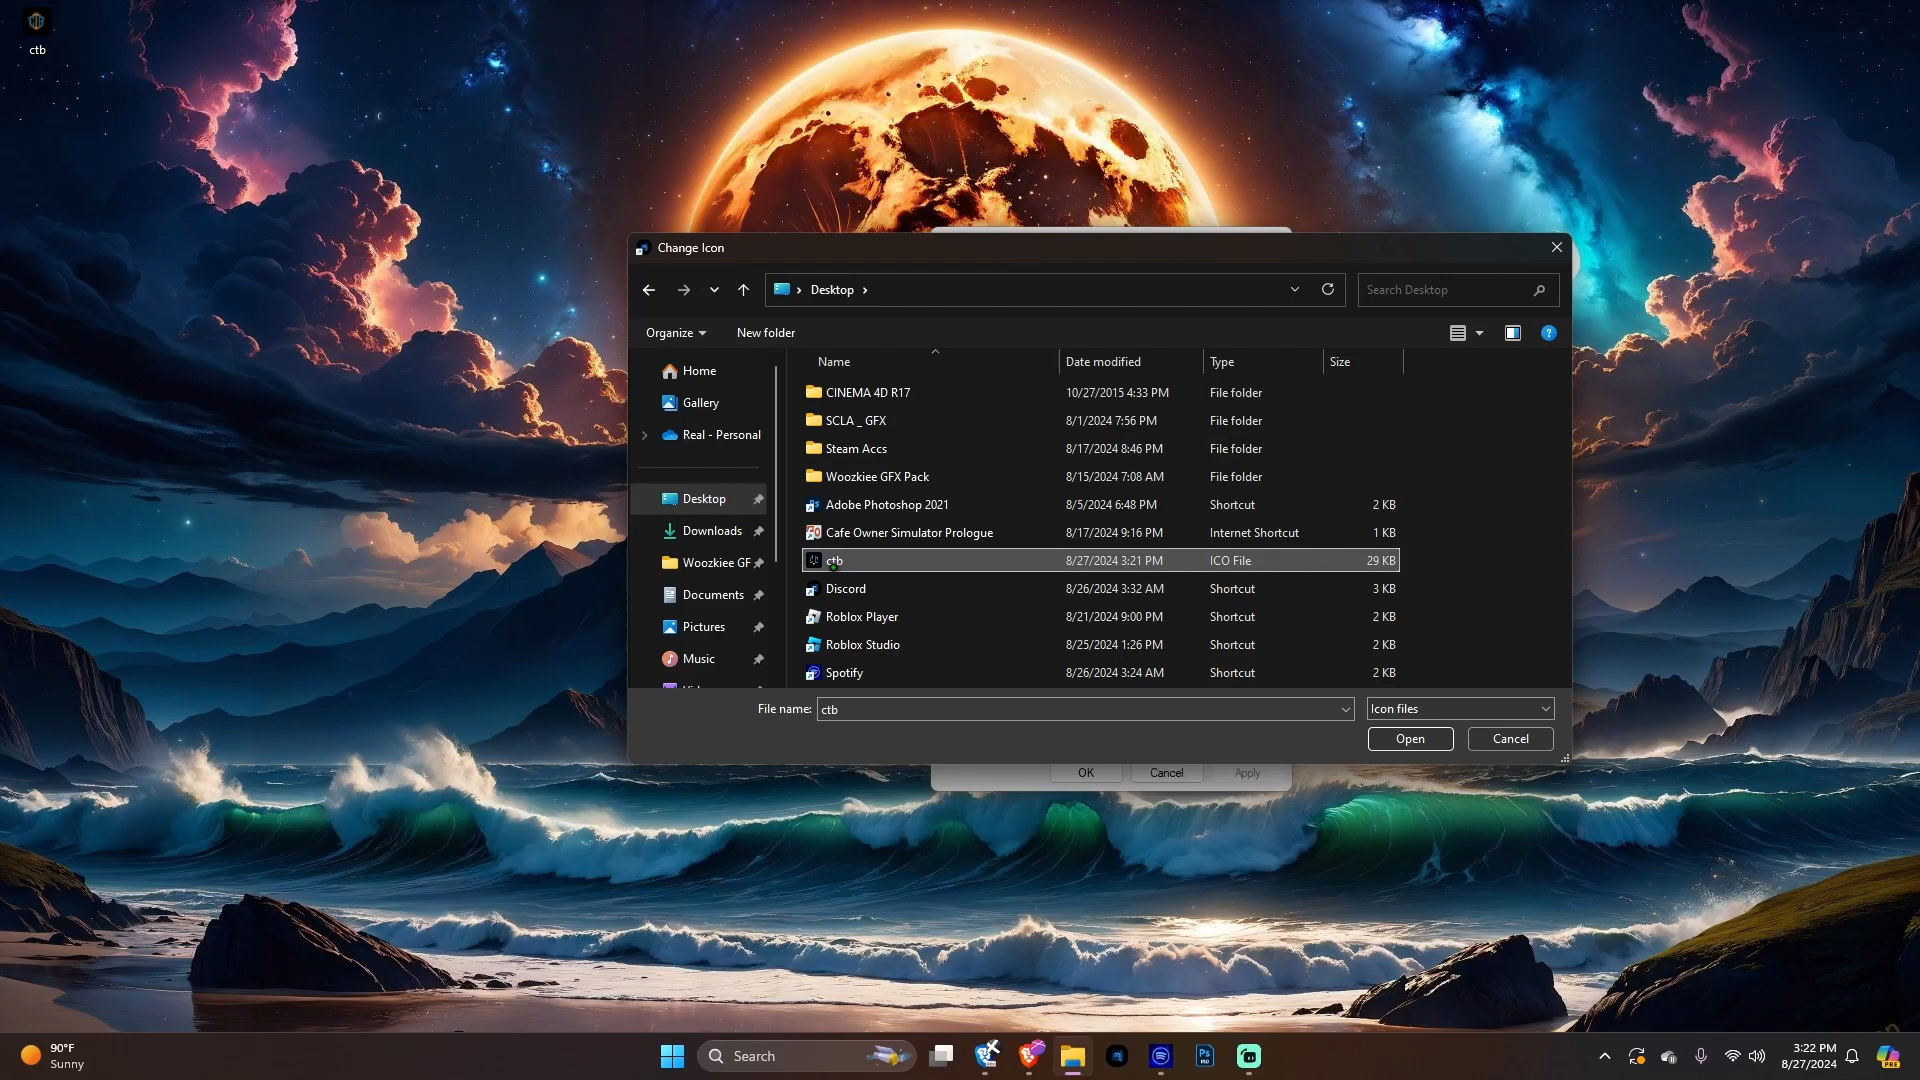 ctb
Change Icon
Desktop
Search Desktop
Organize
New folder
Name
Date modified
Type
Size
Home
Gallery
Real - Personal
Desktop
Downloads
Woozkiee GF
Documents
Pictures
Music
CINEMA 4D R17 10/27/2015 4:33 PM File folder
SCLA _ GFX 8/1/2024 7:56 PM File folder
Steam Accs 8/17/2024 8:46 PM File folder
Woozkiee GFX Pack 8/15/2024 7:08 AM File folder
Adobe Photoshop 2021 8/5/2024 6:48 PM Shortcut 2 KB
Cafe Owner Simulator Prologue 8/17/2024 9:16 PM Internet Shortcut 1 KB
ctb 8/27/2024 3:21 PM ICO File 29 KB
Discord 8/26/2024 3:32 AM Shortcut 3 KB
Roblox Player 8/21/2024 9:00 PM Shortcut 2 KB
Roblox Studio 8/25/2024 1:26 PM Shortcut 2 KB
Spotify 8/26/2024 3:24 AM Shortcut 2 KB
File name: ctb
Icon files
Open
Cancel
OK
Cancel
Apply
90°F
Sunny
Search
Ps
3:22 PM
8/27/2024
PRE